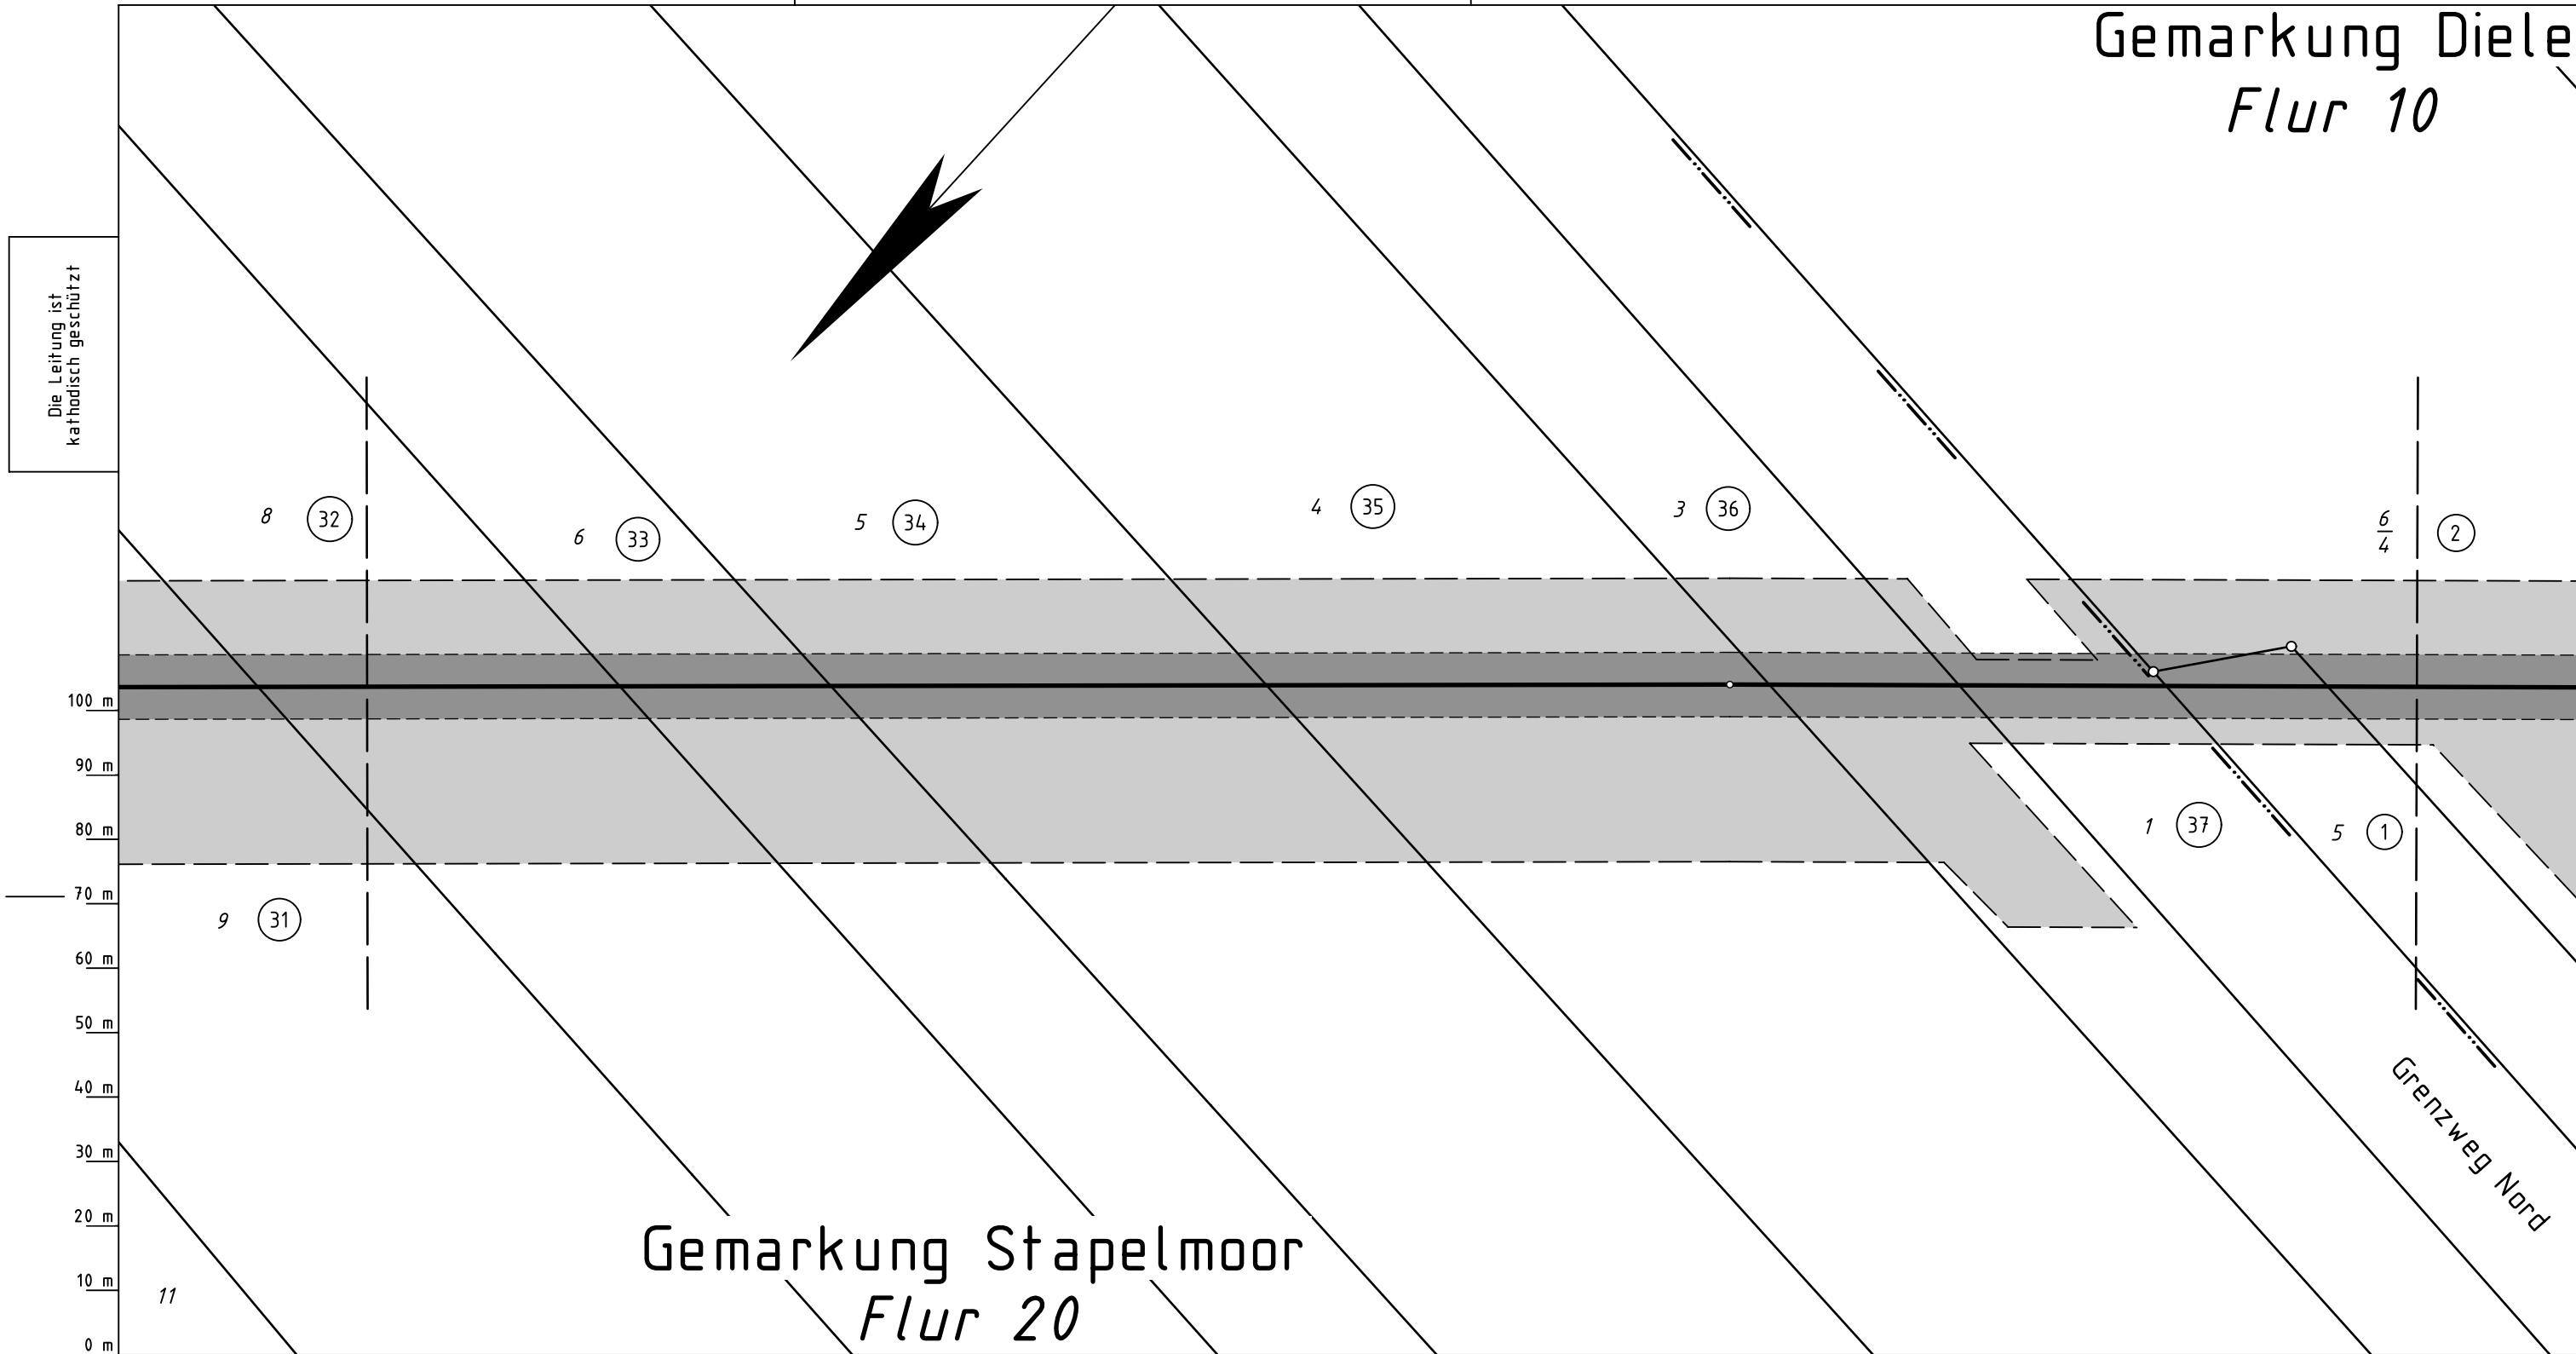 Gemarkung Diele
Flur 10
Die Leitung ist
kathodisch geschützt
8 32
6 33
5 34
4 35
3 36
6
4
2
100 m
90 m
80 m
70 m
60 m
50 m
40 m
30 m
20 m
10 m
0 m
1 37
5 1
9 31
11
Grenzweg Nord
Gemarkung Stapelmoor
Flur 20